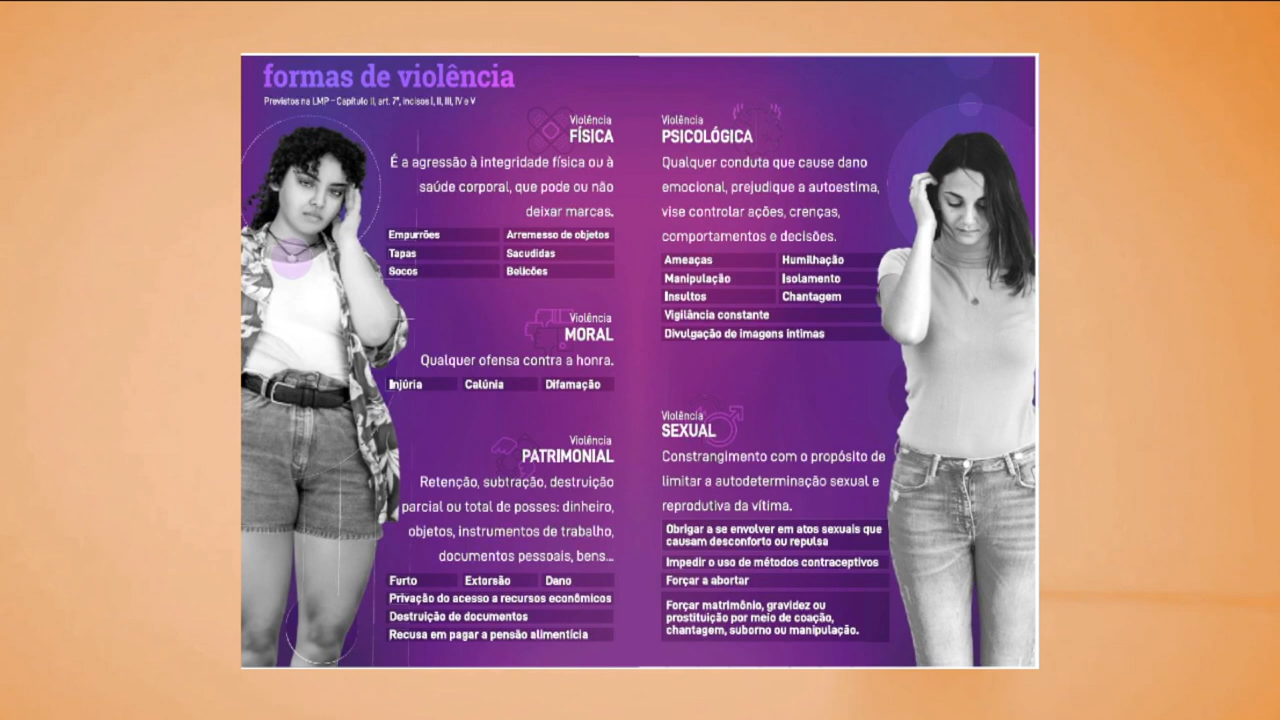 formas de violência
Previstos na LMP - Capítulo II, art. 7°, incisos I, II, III, IV e V
Violência
FÍSICA
É a agressão à integridade física ou à
saúde corporal, que pode ou não
deixar marcas.
Empurrões
Arremesso de objetos
Tapas
Sacudidas
Socos
Belicões
Violência
MORAL
Qualquer ofensa contra a honra.
Injúria
Calúnia
Difamação
Violência
PATRIMONIAL
Retenção, subtração, destruição
parcial ou total de posses: dinheiro,
objetos, instrumentos de trabalho,
documentos pessoais, bens...
Furto
Extorsão
Dano
Privação do acesso a recursos econômicos
Destruição de documentos
Recusa em pagar a pensão alimentícia
Violência
PSICOLÓGICA
Qualquer conduta que cause dano
emocional, prejudique a autoestima,
vise controlar ações, crenças,
comportamentos e decisões.
Ameaças
Humilhação
Manipulação
Isolamento
Insultos
Chantagem
Vigilância constante
Divulgação de imagens íntimas
Violência
SEXUAL
Constrangimento com o propósito de
limitar a autodeterminação sexual e
reprodutiva da vítima.
Obrigar a se envolver em atos sexuais que
causam desconforto ou repulsa
Impedir o uso de métodos contraceptivos
Forçar a abortar
Forçar matrimônio, gravidez ou
prostituição por meio de coação,
chantagem, suborno ou manipulação.